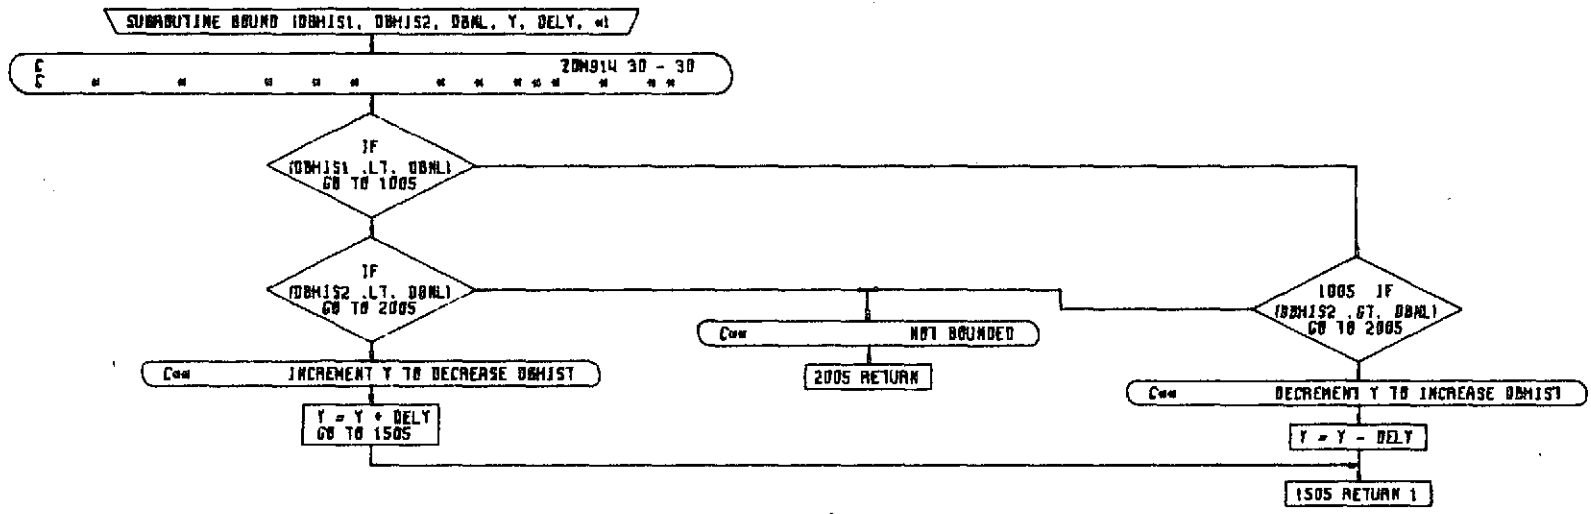 SUBROUTINE BOUND (DBHIS1, DBHIS2, DBNL, Y, DELY, *)
C 20M914 30 - 30
C * * * * * * * * * * * * *
IF
(DBHIS1 .LT. DBNL)
GO TO 1005
IF
(DBHIS2 .LT. DBNL)
GO TO 2005
1005 IF
(DBHIS2 .GT. DBNL)
GO TO 2005
C** NOT BOUNDED
2005 RETURN
C** INCREMENT Y TO DECREASE DBHIST
Y = Y + DELY
GO TO 1505
C** DECREMENT Y TO INCREASE DBHIST
Y = Y - DELY
1505 RETURN 1